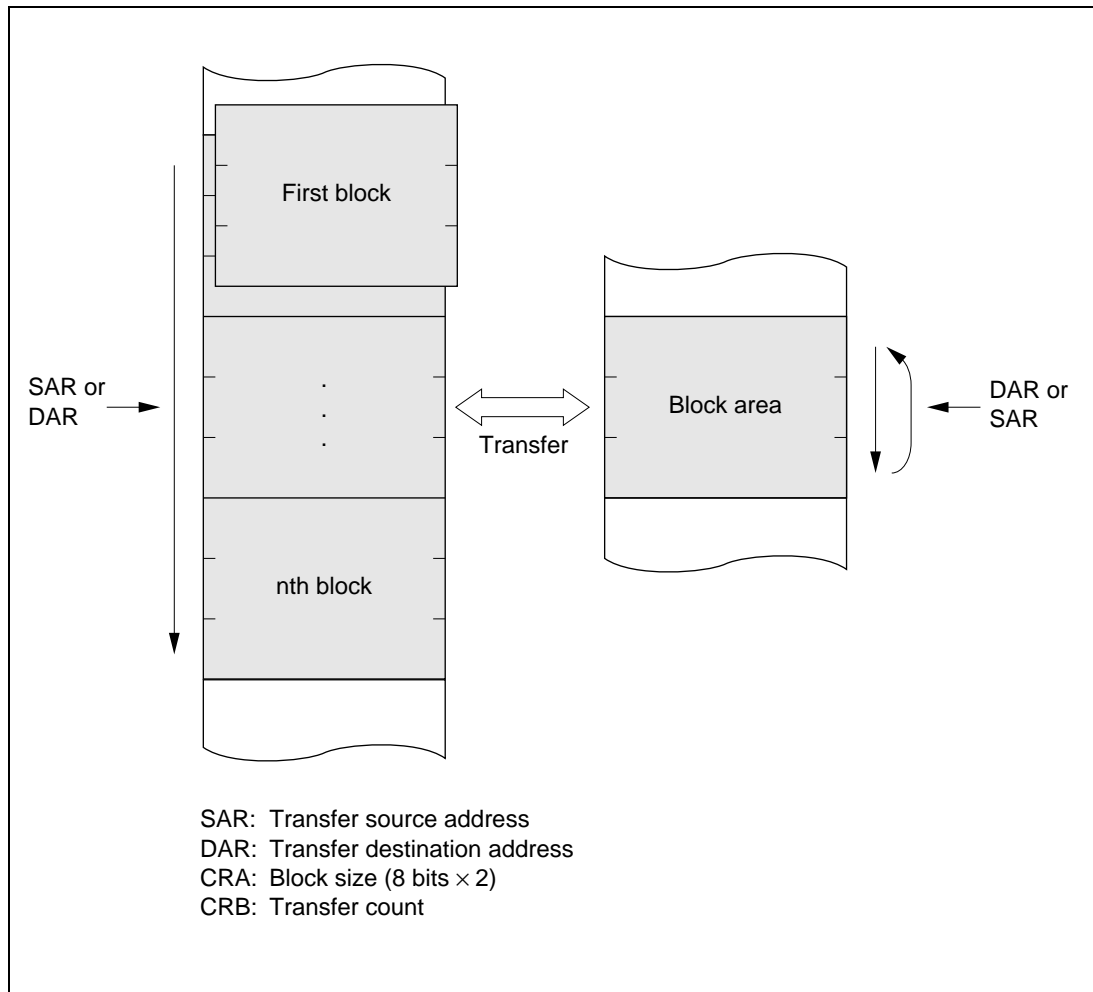 First block
SAR or
DAR
.
.
.
Transfer
Block area
DAR or
SAR
nth block
SAR: Transfer source address
DAR: Transfer destination address
CRA: Block size (8 bits × 2)
CRB: Transfer count